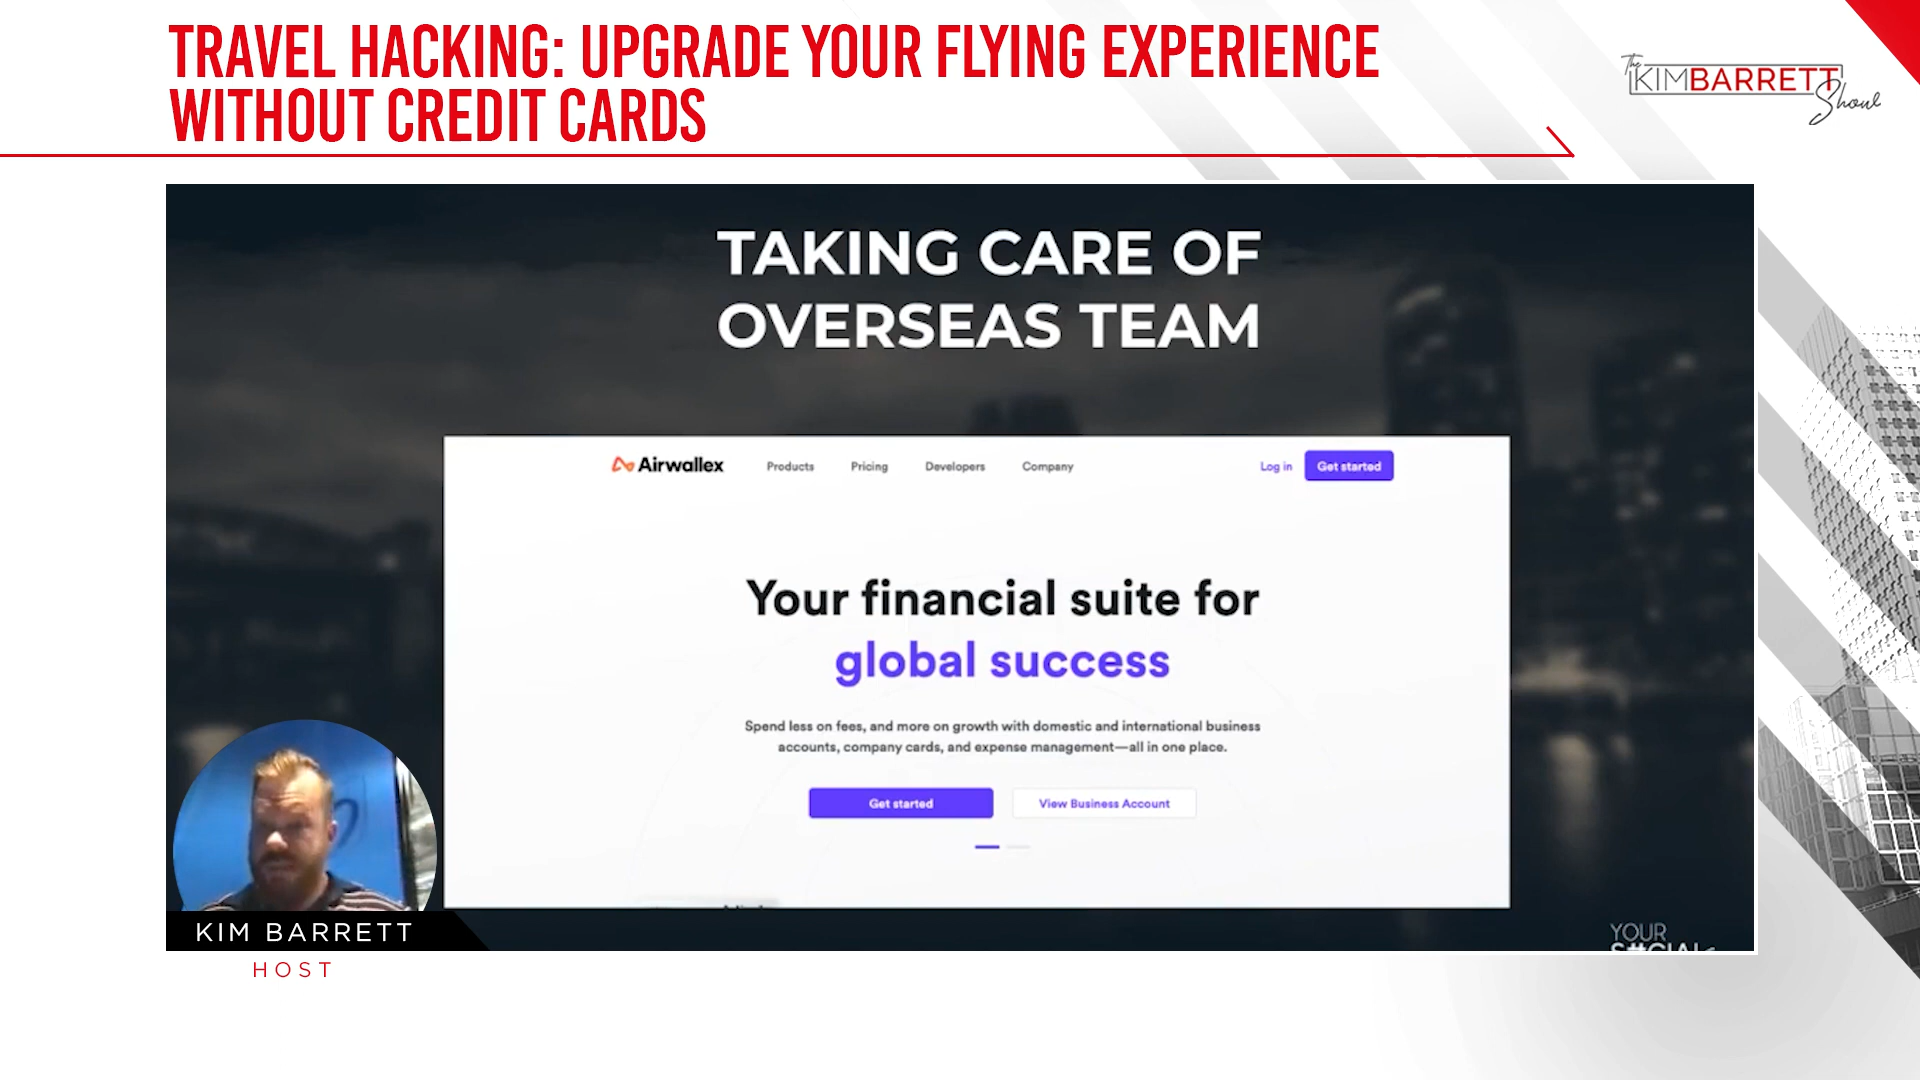 TRAVEL HACKING: UPGRADE YOUR FLYING EXPERIENCE
WITHOUT CREDIT CARDS
The KIMBARRETT Show
TAKING CARE OF
OVERSEAS TEAM
Airwallex Products Pricing Developers Company Log in Get started
Your financial suite for
global success
Spend less on fees, and more on growth with domestic and international business
accounts, company cards, and expense management—all in one place.
Get started View Business Account
KIM BARRETT
HOST
YOUR